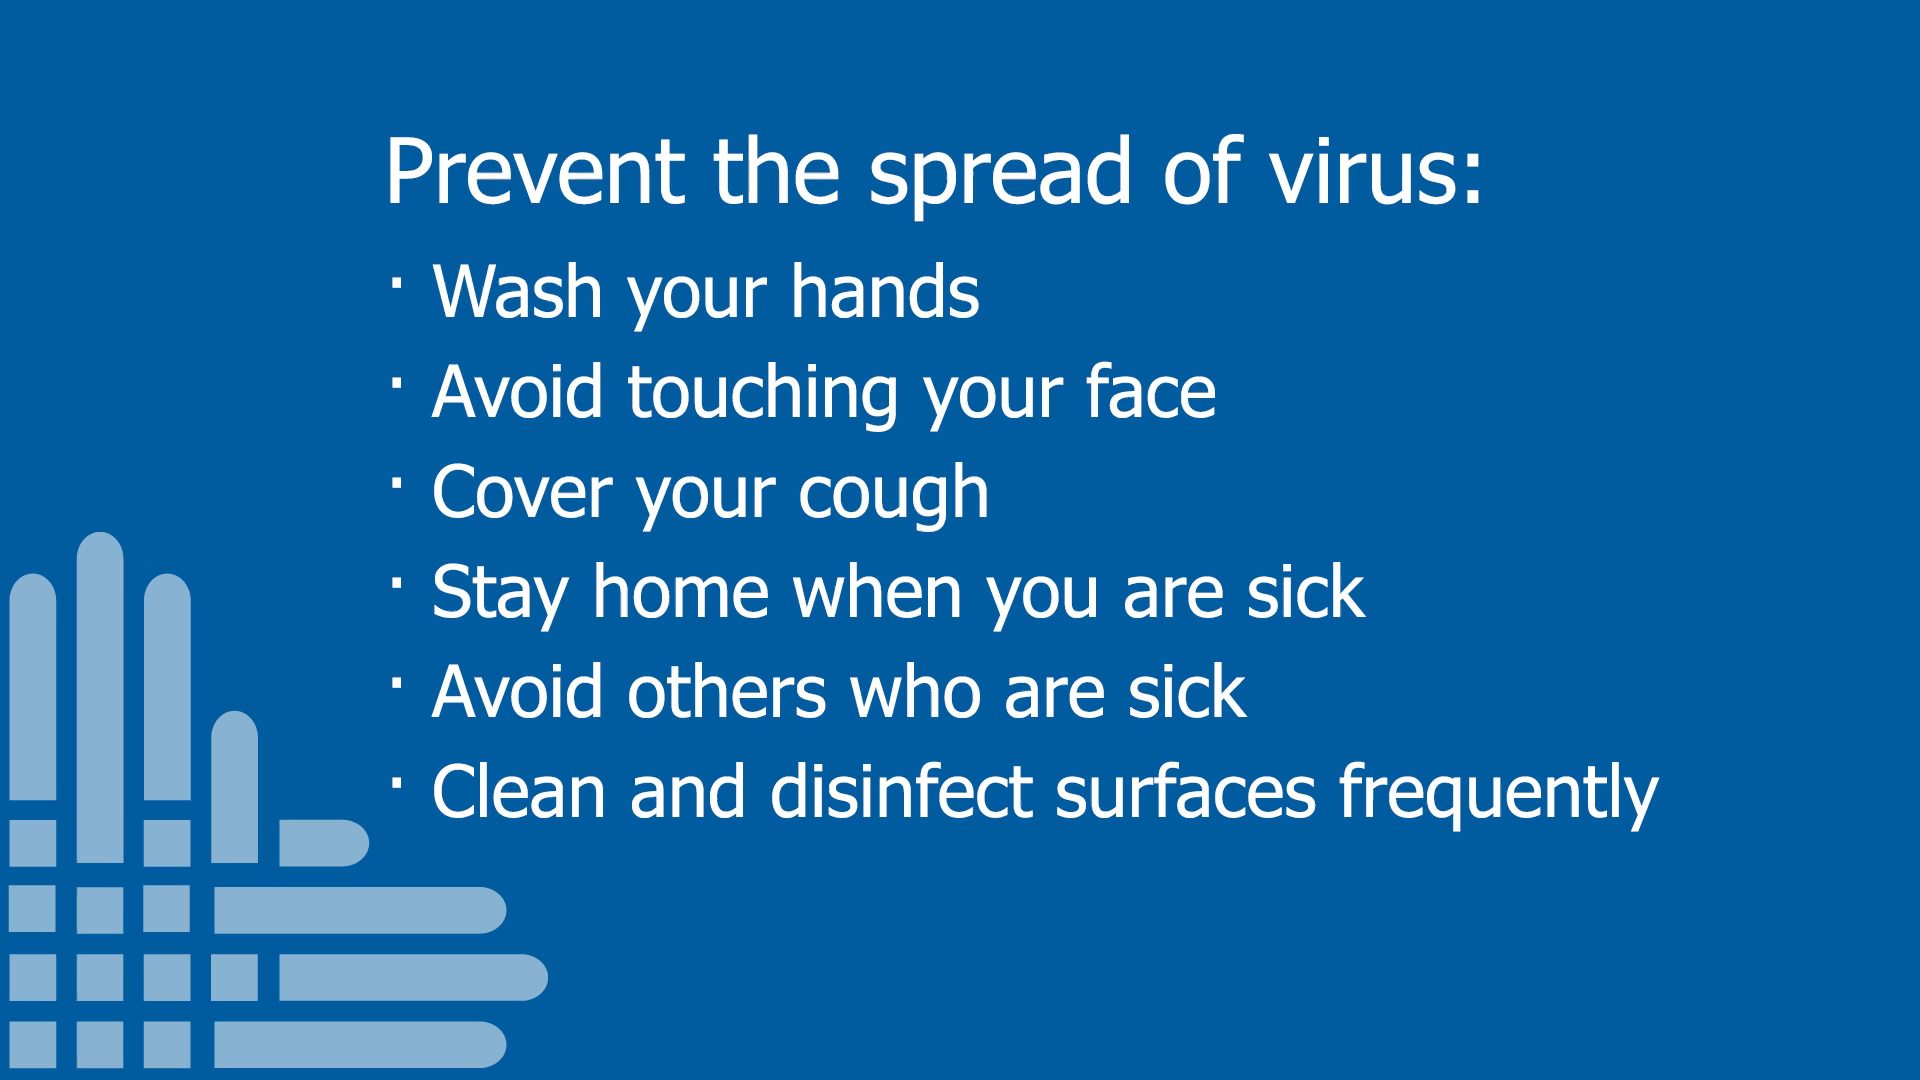 Prevent the spread of virus:
· Wash your hands
· Avoid touching your face
· Cover your cough
· Stay home when you are sick
· Avoid others who are sick
· Clean and disinfect surfaces frequently